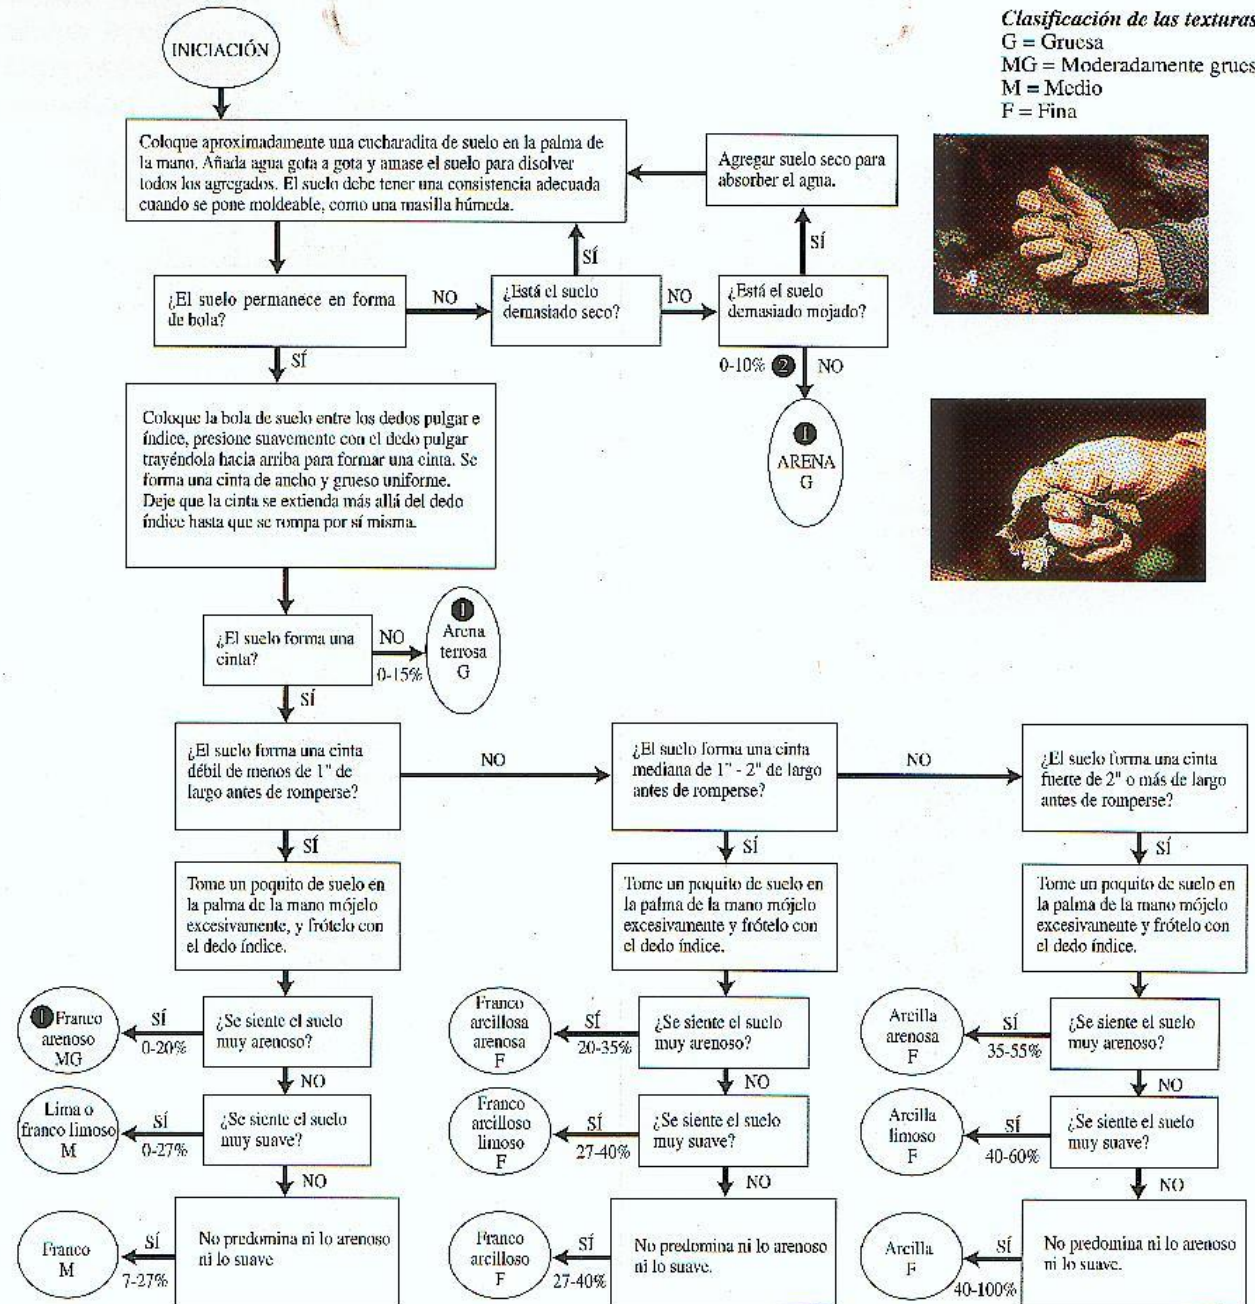 Clasificación de las texturas
G = Gruesa
MG = Moderadamente grues
M = Medio
F = Fina
INICIACIÓN
Coloque aproximadamente una cucharadita de suelo en la palma de
la mano. Añada agua gota a gota y amase el suelo para disolver
todos los agregados. El suelo debe tener una consistencia adecuada
cuando se pone moldeable, como una masilla húmeda.
Agregar suelo seco para
absorber el agua.
SÍ
SÍ
¿El suelo permanece en forma
de bola?
NO
¿Está el suelo
demasiado seco?
NO
¿Está el suelo
demasiado mojado?
SÍ
0-10% 2 NO
1
ARENA
G
Coloque la bola de suelo entre los dedos pulgar e
índice, presione suavemente con el dedo pulgar
trayéndola hacia arriba para formar una cinta. Se
forma una cinta de ancho y grueso uniforme.
Deje que la cinta se extienda más allá del dedo
índice hasta que se rompa por sí misma.
¿El suelo forma una
cinta?
NO
0-15%
1
Arena
terrosa
G
SÍ
¿El suelo forma una cinta
débil de menos de 1" de
largo antes de romperse?
NO
¿El suelo forma una cinta
mediana de 1" - 2" de largo
antes de romperse?
NO
¿El suelo forma una cinta
fuerte de 2" o más de largo
antes de romperse?
SÍ
SÍ
SÍ
Tome un poquito de suelo en
la palma de la mano mójelo
excesivamente, y frótelo con
el dedo índice.
Tome un poquito de suelo en
la palma de la mano mójelo
excesivamente y frótelo con
el dedo índice.
Tome un poquito de suelo en
la palma de la mano mójelo
excesivamente y frótelo con
el dedo índice.
1 Franco
arenoso
MG
SÍ
0-20%
¿Se siente el suelo
muy arenoso?
Franco
arcillosa
arenosa
F
SÍ
20-35%
¿Se siente el suelo
muy arenoso?
Arcilla
arenosa
F
SÍ
35-55%
¿Se siente el suelo
muy arenoso?
NO
NO
NO
Lima o
franco limoso
M
SÍ
0-27%
¿Se siente el suelo
muy suave?
Franco
arcilloso
limoso
F
SÍ
27-40%
¿Se siente el suelo
muy suave?
Arcilla
limoso
F
SÍ
40-60%
¿Se siente el suelo
muy suave?
NO
NO
NO
Franco
M
SÍ
7-27%
No predomina ni lo arenoso
ni lo suave
Franco
arcilloso
F
SÍ
27-40%
No predomina ni lo arenoso
ni lo suave.
Arcilla
F
SÍ
40-100%
No predomina ni lo arenoso
ni lo suave.